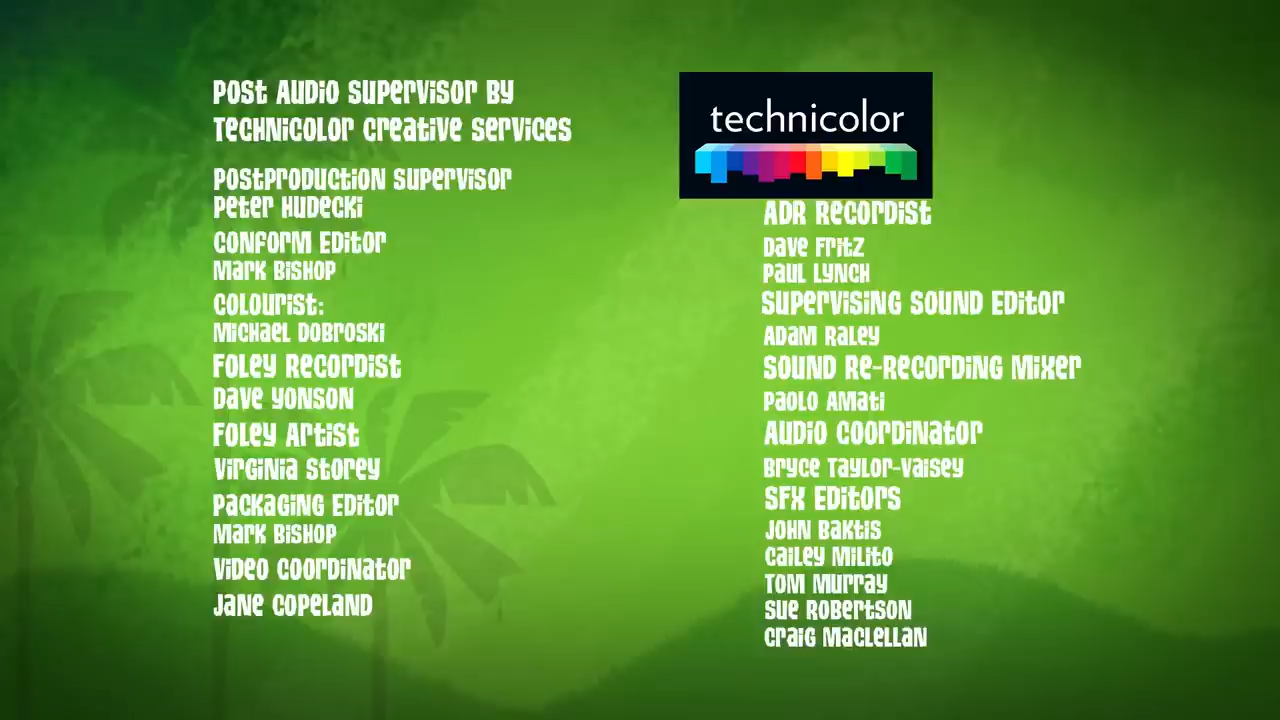 Post Audio Supervisor by
Technicolor Creative Services
Postproduction Supervisor
Peter Hudecki
Conform Editor
Mark Bishop
Colourist:
Michael Dobroski
Foley Recordist
Dave Yonson
Foley Artist
Virginia Storey
Packaging Editor
Mark Bishop
Video Coordinator
Jane Copeland
technicolor
ADR Recordist
Dave Fritz
Paul Lynch
Supervising Sound Editor
Adam Raley
Sound Re-Recording Mixer
Paolo Amati
Audio Coordinator
Bryce Taylor-Vaisey
SFX Editors
John Baktis
Cailey Milito
Tom Murray
Sue Robertson
Craig MacLellan